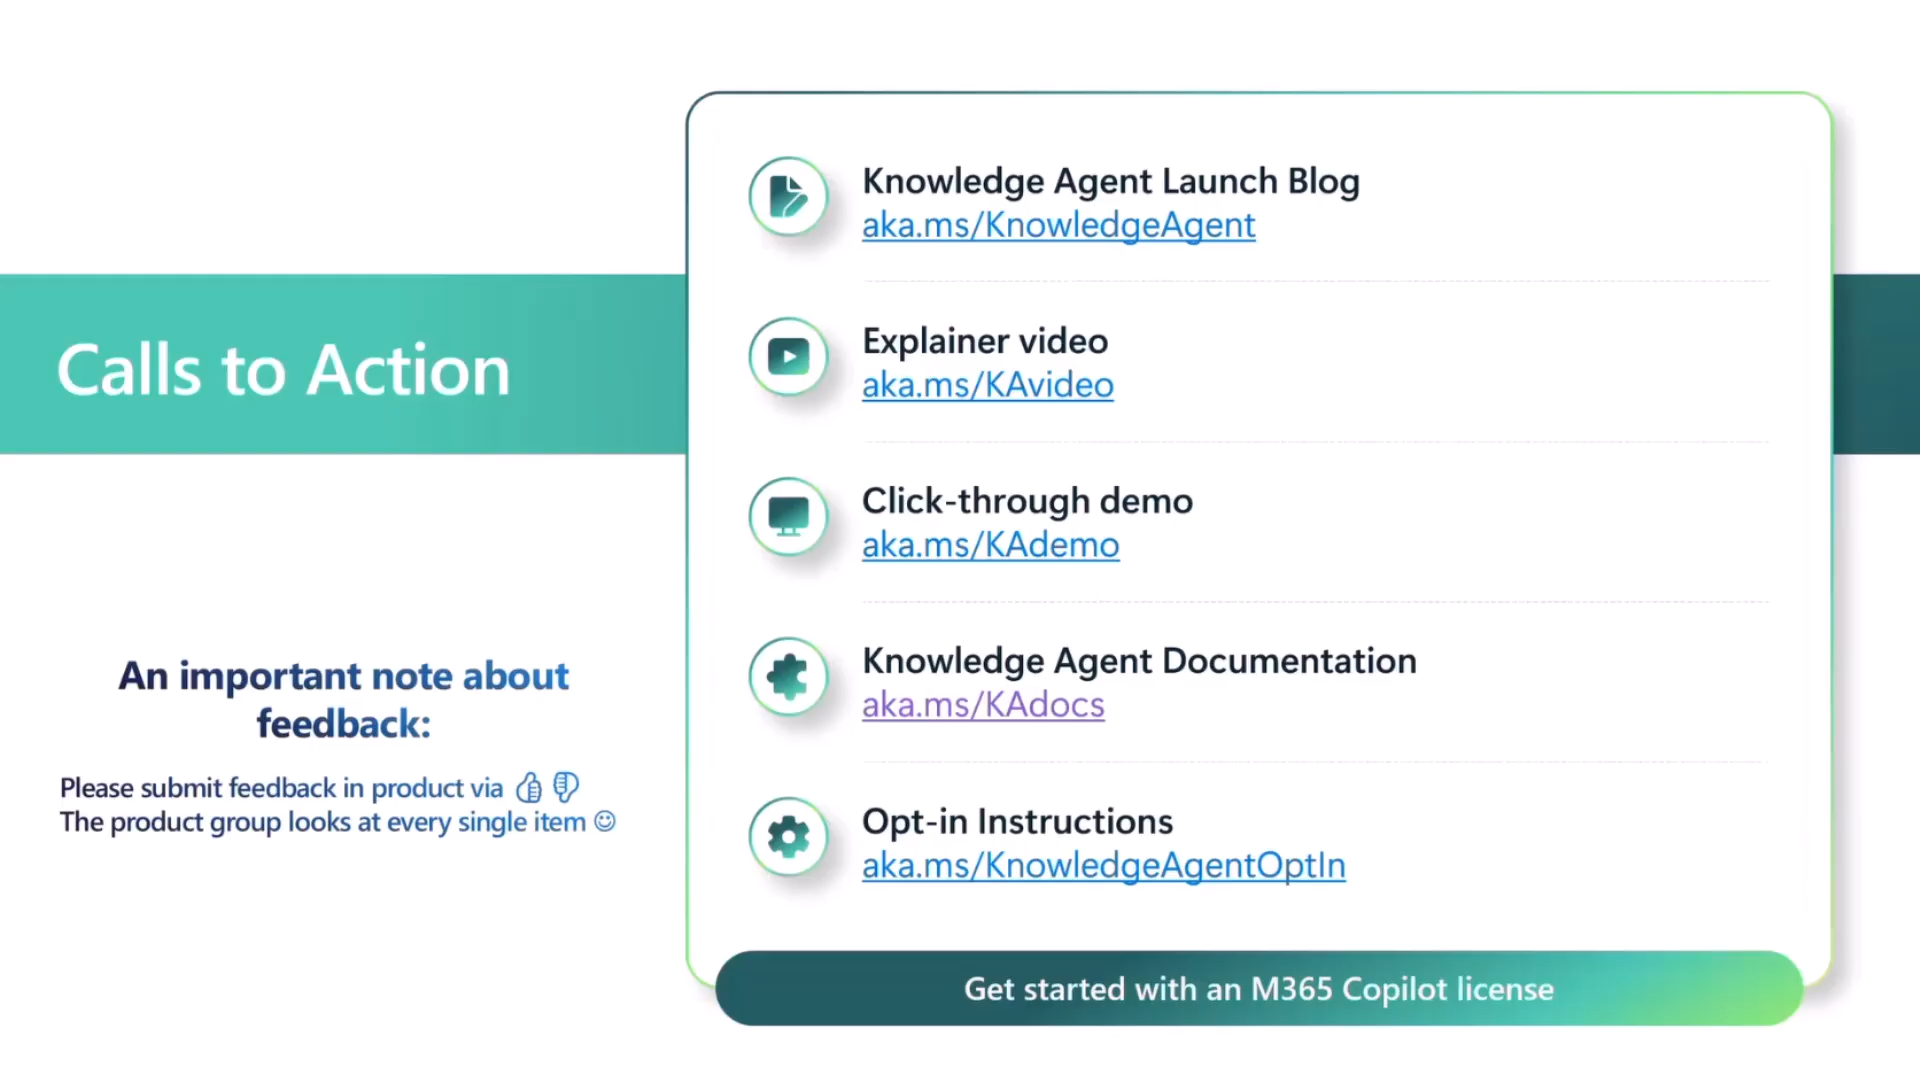 Calls to Action
An important note about
feedback:
Please submit feedback in product via 👍 👎
The product group looks at every single item ☺
Knowledge Agent Launch Blog
aka.ms/KnowledgeAgent
Explainer video
aka.ms/KAvideo
Click-through demo
aka.ms/KAdemo
Knowledge Agent Documentation
aka.ms/KAdocs
Opt-in Instructions
aka.ms/KnowledgeAgentOptIn
Get started with an M365 Copilot license